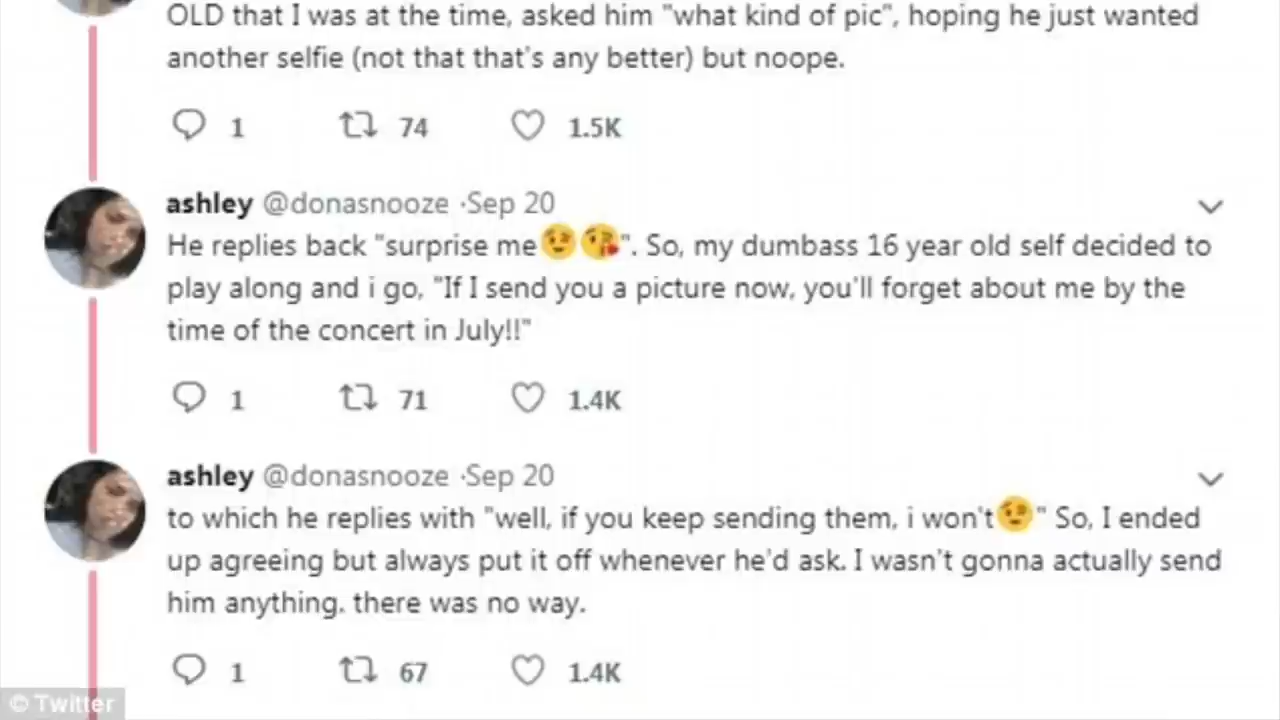 OLD that I was at the time, asked him "what kind of pic", hoping he just wanted
another selfie (not that that's any better) but noope.
1 74 1.5K
ashley @donasnooze ·Sep 20
He replies back "surprise me😉😘". So, my dumbass 16 year old self decided to
play along and i go, "If I send you a picture now, you'll forget about me by the
time of the concert in July!!"
1 71 1.4K
ashley @donasnooze ·Sep 20
to which he replies with "well, if you keep sending them, i won't😉" So, I ended
up agreeing but always put it off whenever he'd ask. I wasn't gonna actually send
him anything. there was no way.
1 67 1.4K
© Twitter